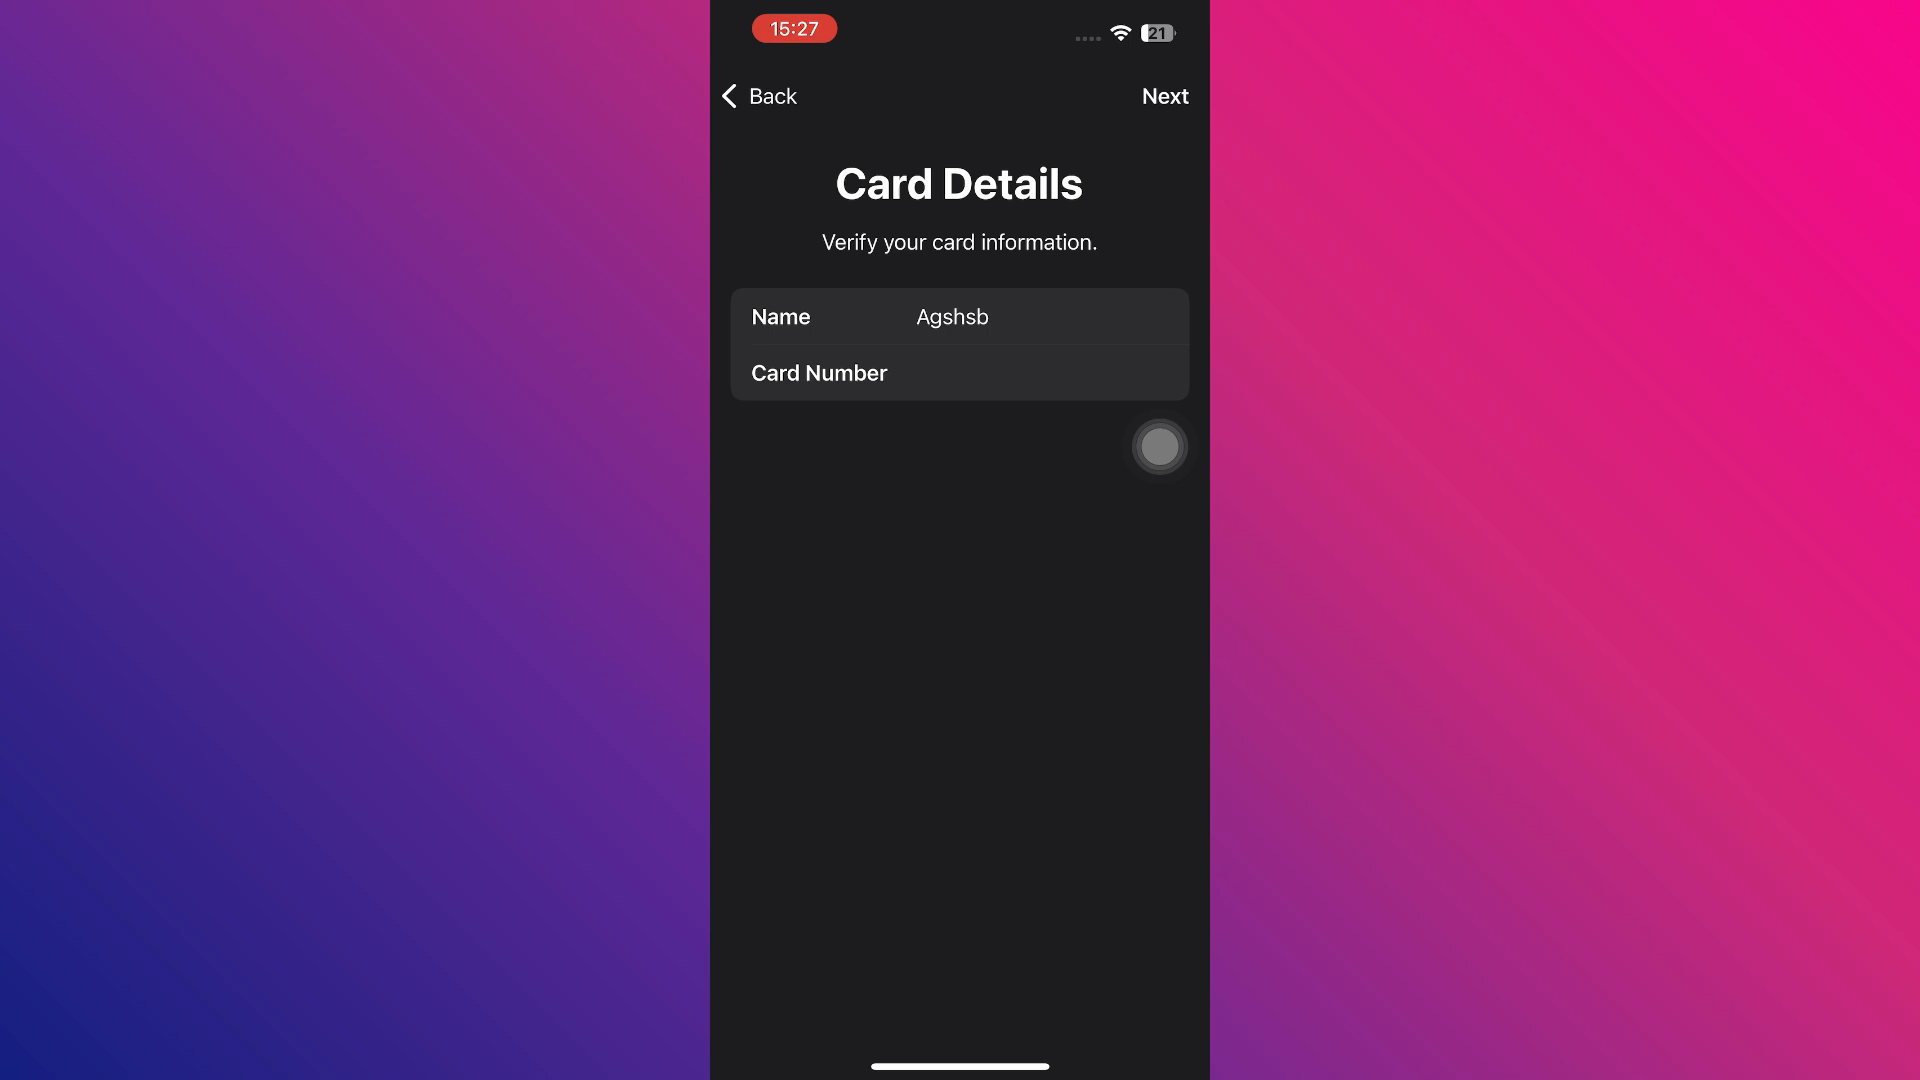 15:27
21
Back
Next
Card Details
Verify your card information.
Name Agshsb
Card Number